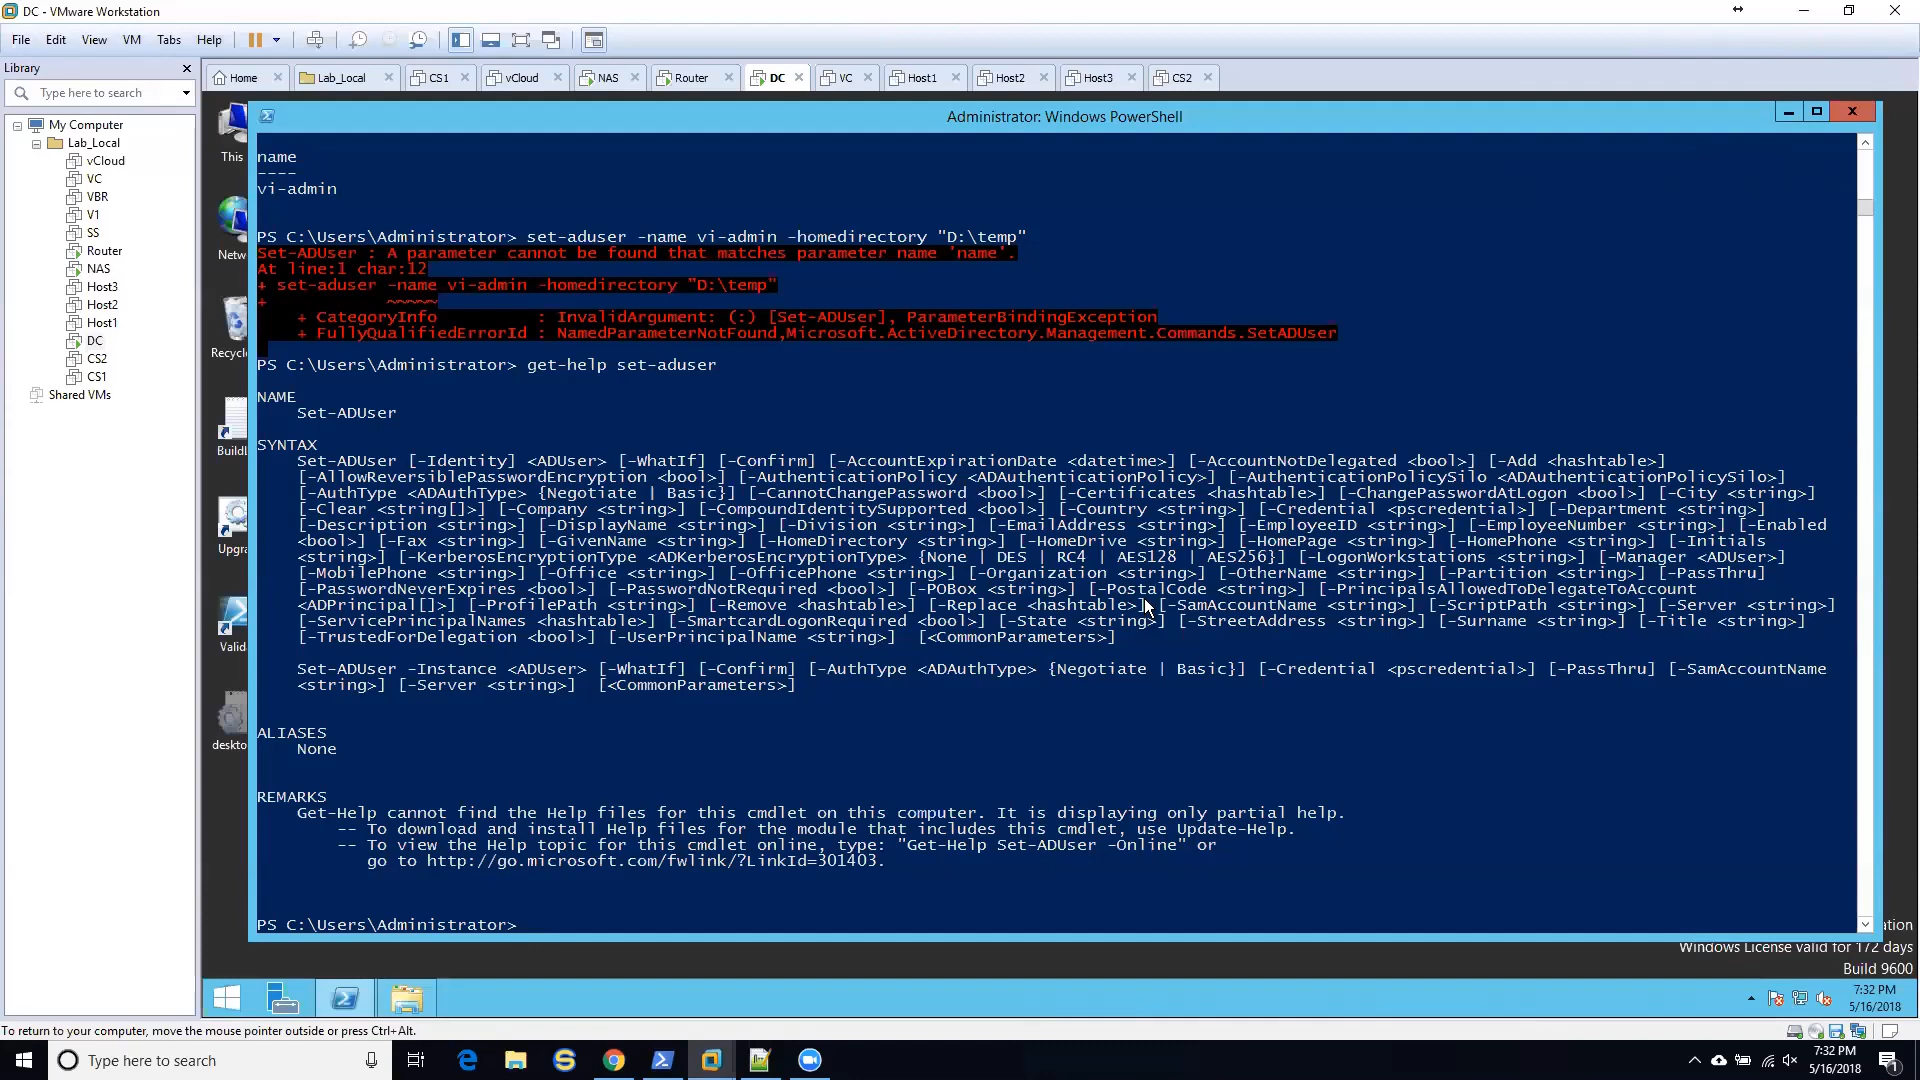 DC - VMware Workstation
File Edit View VM Tabs Help
Library
Type here to search
Home Lab_Local CS1 vCloud NAS Router DC VC Host1 Host2 Host3 CS2
My Computer
Lab_Local
vCloud
VC
VBR
V1
SS
Router
NAS
Host3
Host2
Host1
DC
CS2
CS1
Shared VMs
This
Netw
Recycl
BuildL
Upgra
Valid
deskto
Administrator: Windows PowerShell
name
----
vi-admin
PS C:\Users\Administrator> set-aduser -name vi-admin -homedirectory "D:\temp"
Set-ADUser : A parameter cannot be found that matches parameter name 'name'.
At line:1 char:12
+ set-aduser -name vi-admin -homedirectory "D:\temp"
+            ~~~~~
    + CategoryInfo          : InvalidArgument: (:) [Set-ADUser], ParameterBindingException
    + FullyQualifiedErrorId : NamedParameterNotFound,Microsoft.ActiveDirectory.Management.Commands.SetADUser
PS C:\Users\Administrator> get-help set-aduser
NAME
    Set-ADUser
SYNTAX
    Set-ADUser [-Identity] <ADUser> [-WhatIf] [-Confirm] [-AccountExpirationDate <datetime>] [-AccountNotDelegated <bool>] [-Add <hashtable>]
    [-AllowReversiblePasswordEncryption <bool>] [-AuthenticationPolicy <ADAuthenticationPolicy>] [-AuthenticationPolicySilo <ADAuthenticationPolicySilo>]
    [-AuthType <ADAuthType> {Negotiate | Basic}] [-CannotChangePassword <bool>] [-Certificates <hashtable>] [-ChangePasswordAtLogon <bool>] [-City <string>]
    [-Clear <string[]>] [-Company <string>] [-CompoundIdentitySupported <bool>] [-Country <string>] [-Credential <pscredential>] [-Department <string>]
    [-Description <string>] [-DisplayName <string>] [-Division <string>] [-EmailAddress <string>] [-EmployeeID <string>] [-EmployeeNumber <string>] [-Enabled
    <bool>] [-Fax <string>] [-GivenName <string>] [-HomeDirectory <string>] [-HomeDrive <string>] [-HomePage <string>] [-HomePhone <string>] [-Initials
    <string>] [-KerberosEncryptionType <ADKerberosEncryptionType> {None | DES | RC4 | AES128 | AES256}] [-LogonWorkstations <string>] [-Manager <ADUser>]
    [-MobilePhone <string>] [-Office <string>] [-OfficePhone <string>] [-Organization <string>] [-OtherName <string>] [-Partition <string>] [-PassThru]
    [-PasswordNeverExpires <bool>] [-PasswordNotRequired <bool>] [-POBox <string>] [-PostalCode <string>] [-PrincipalsAllowedToDelegateToAccount
    <ADPrincipal[]>] [-ProfilePath <string>] [-Remove <hashtable>] [-Replace <hashtable>] [-SamAccountName <string>] [-ScriptPath <string>] [-Server <string>]
    [-ServicePrincipalNames <hashtable>] [-SmartcardLogonRequired <bool>] [-State <string>] [-StreetAddress <string>] [-Surname <string>] [-Title <string>]
    [-TrustedForDelegation <bool>] [-UserPrincipalName <string>]  [<CommonParameters>]
    Set-ADUser -Instance <ADUser> [-WhatIf] [-Confirm] [-AuthType <ADAuthType> {Negotiate | Basic}] [-Credential <pscredential>] [-PassThru] [-SamAccountName
    <string>] [-Server <string>]  [<CommonParameters>]
ALIASES
    None
REMARKS
    Get-Help cannot find the Help files for this cmdlet on this computer. It is displaying only partial help.
        -- To download and install Help files for the module that includes this cmdlet, use Update-Help.
        -- To view the Help topic for this cmdlet online, type: "Get-Help Set-ADUser -Online" or
           go to http://go.microsoft.com/fwlink/?LinkId=301403.
PS C:\Users\Administrator>
ation
Windows License valid for 172 days
Build 9600
7:32 PM
5/16/2018
To return to your computer, move the mouse pointer outside or press Ctrl+Alt.
Type here to search
7:32 PM
5/16/2018
1